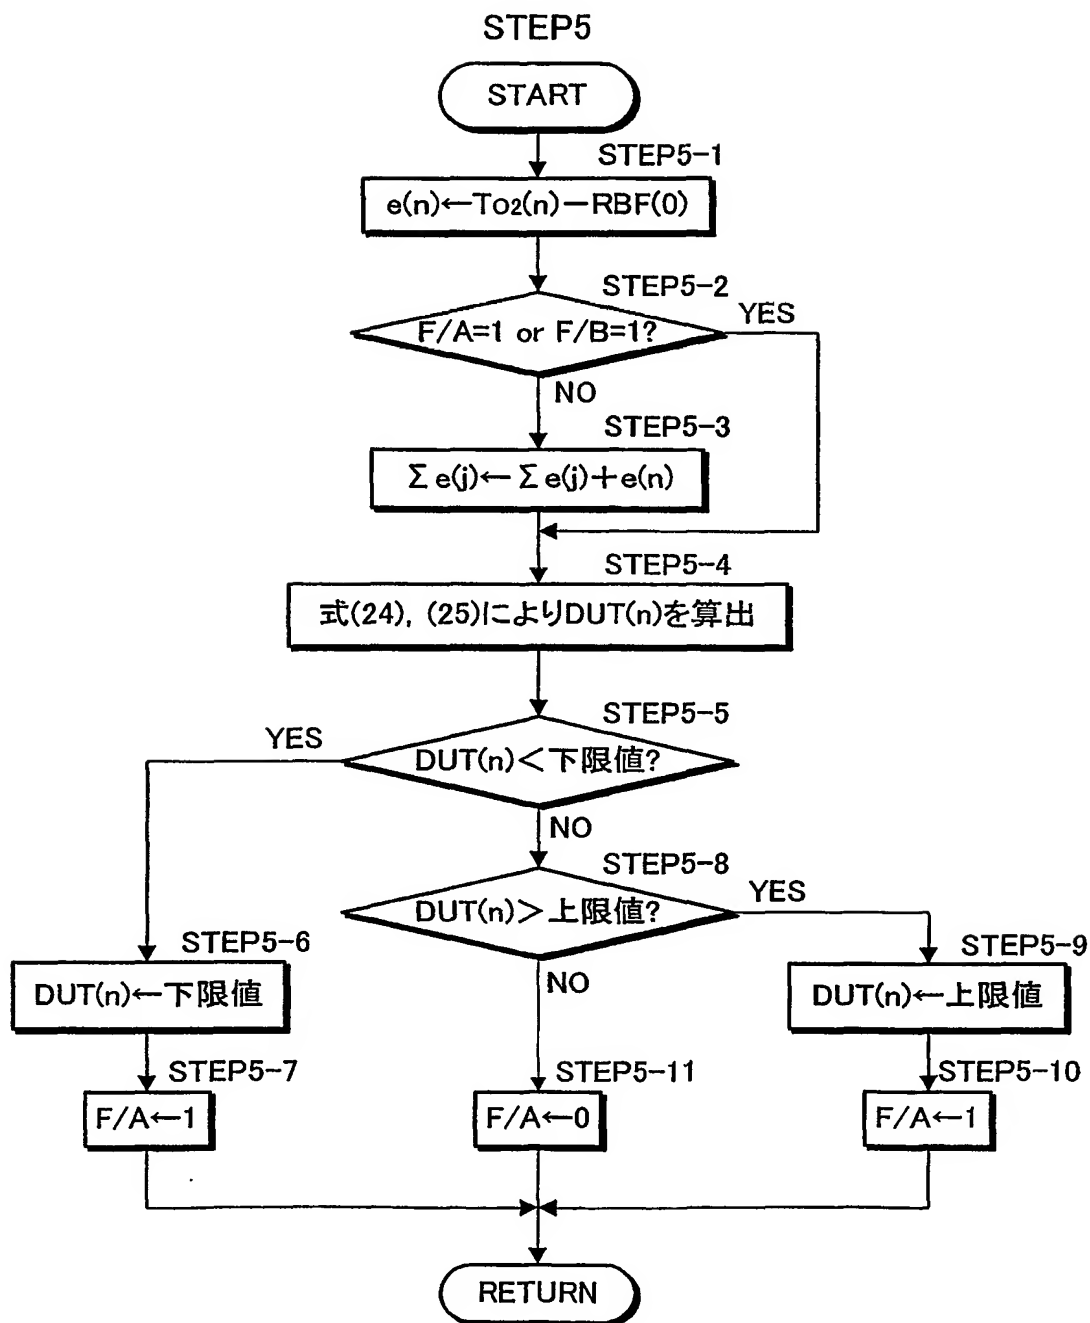 STEP5
START
STEP5-1
e(n)←To2(n)−RBF(0)
STEP5-2
F/A=1 or F/B=1?
YES
NO
STEP5-3
Σe(j)←Σe(j)+e(n)
STEP5-4
式(24), (25)によりDUT(n)を算出
STEP5-5
YES
DUT(n)<下限値?
NO
STEP5-8
YES
DUT(n)>上限値?
STEP5-6
DUT(n)←下限値
NO
STEP5-9
DUT(n)←上限値
STEP5-7
F/A←1
STEP5-11
F/A←0
STEP5-10
F/A←1
RETURN